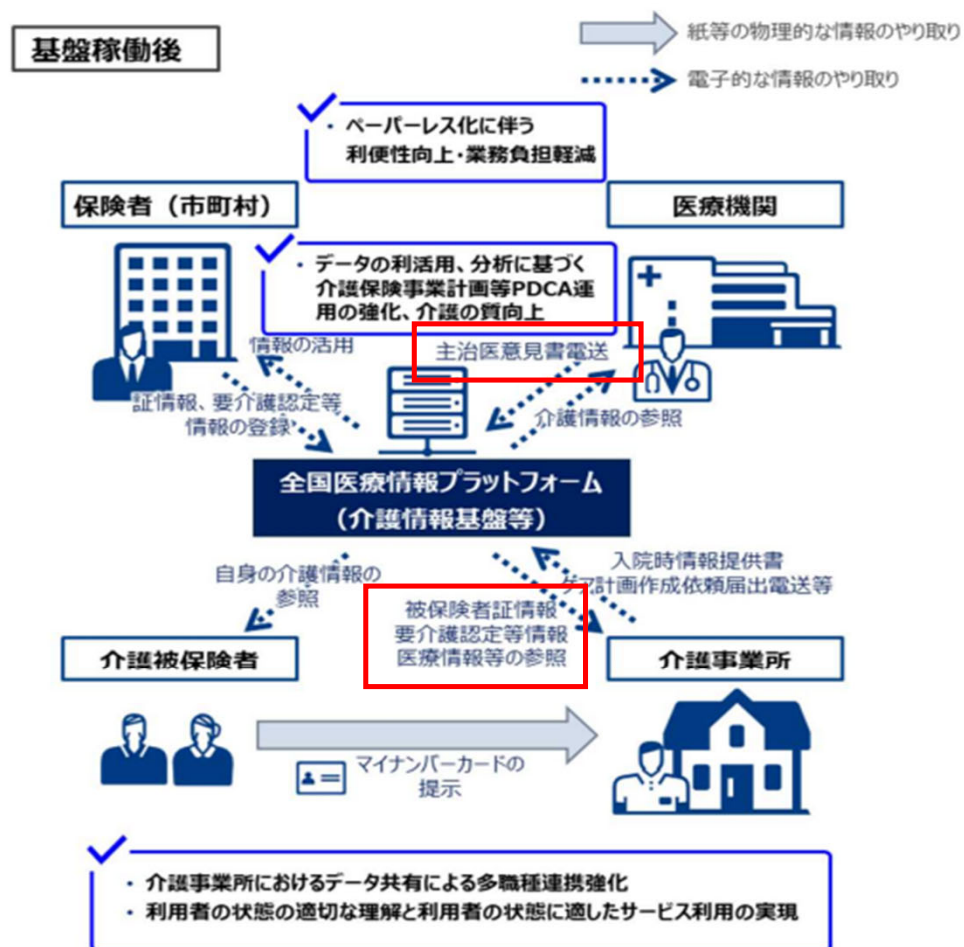 基盤稼働後
紙等の物理的な情報のやり取り
電子的な情報のやり取り
・ ペーパーレス化に伴う
利便性向上・業務負担軽減
保険者（市町村）
医療機関
・ データの利活用、分析に基づく
介護保険事業計画等PDCA運
用の強化、介護の質向上
情報の活用
主治医意見書電送
証情報、要介護認定等
情報の登録
介護情報の参照
全国医療情報プラットフォーム
（介護情報基盤等）
自身の介護情報の
参照
入院時情報提供書
ケア計画作成依頼届出電送等
被保険者証情報
要介護認定等情報
医療情報等の参照
介護被保険者
介護事業所
マイナンバーカードの
提示
・ 介護事業所におけるデータ共有による多職種連携強化
・ 利用者の状態の適切な理解と利用者の状態に適したサービス利用の実現